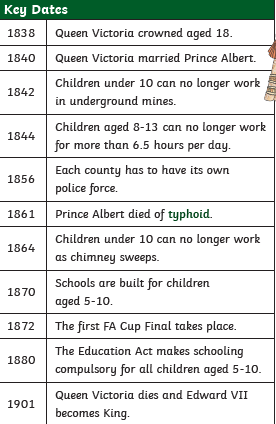 Key Dates
1838 Queen Victoria crowned aged 18.
1840 Queen Victoria married Prince Albert.
1842 Children under 10 can no longer work
in underground mines.
1844 Children aged 8-13 can no longer work
for more than 6.5 hours per day.
1856 Each county has to have its own
police force.
1861 Prince Albert died of typhoid.
1864 Children under 10 can no longer work
as chimney sweeps.
1870 Schools are built for children
aged 5-10.
1872 The first FA Cup Final takes place.
1880 The Education Act makes schooling
compulsory for all children aged 5-10.
1901 Queen Victoria dies and Edward VII
becomes King.